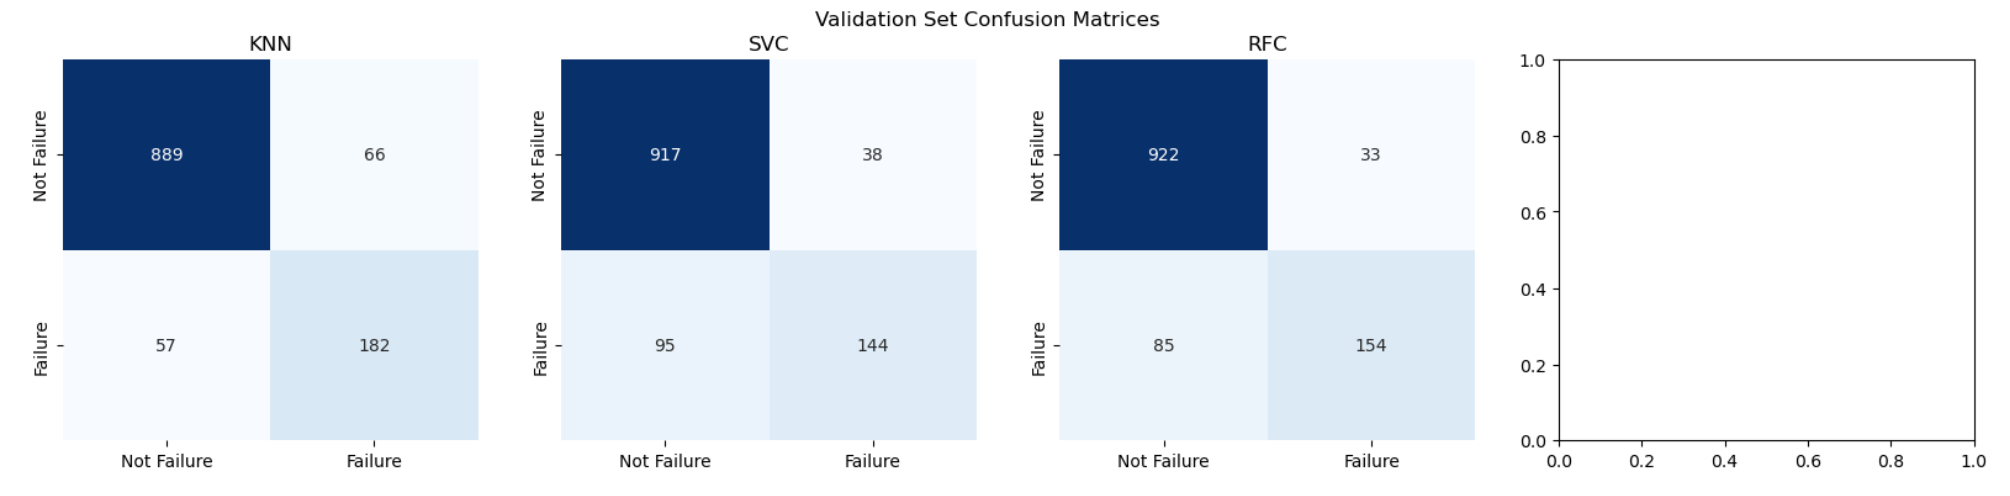 Validation Set Confusion Matrices
KNN
Not Failure
889
66
Failure
57
182
Not Failure
Failure
SVC
Not Failure
917
38
Failure
95
144
Not Failure
Failure
RFC
Not Failure
922
33
Failure
85
154
Not Failure
Failure
1.0
0.8
0.6
0.4
0.2
0.0
0.0
0.2
0.4
0.6
0.8
1.0